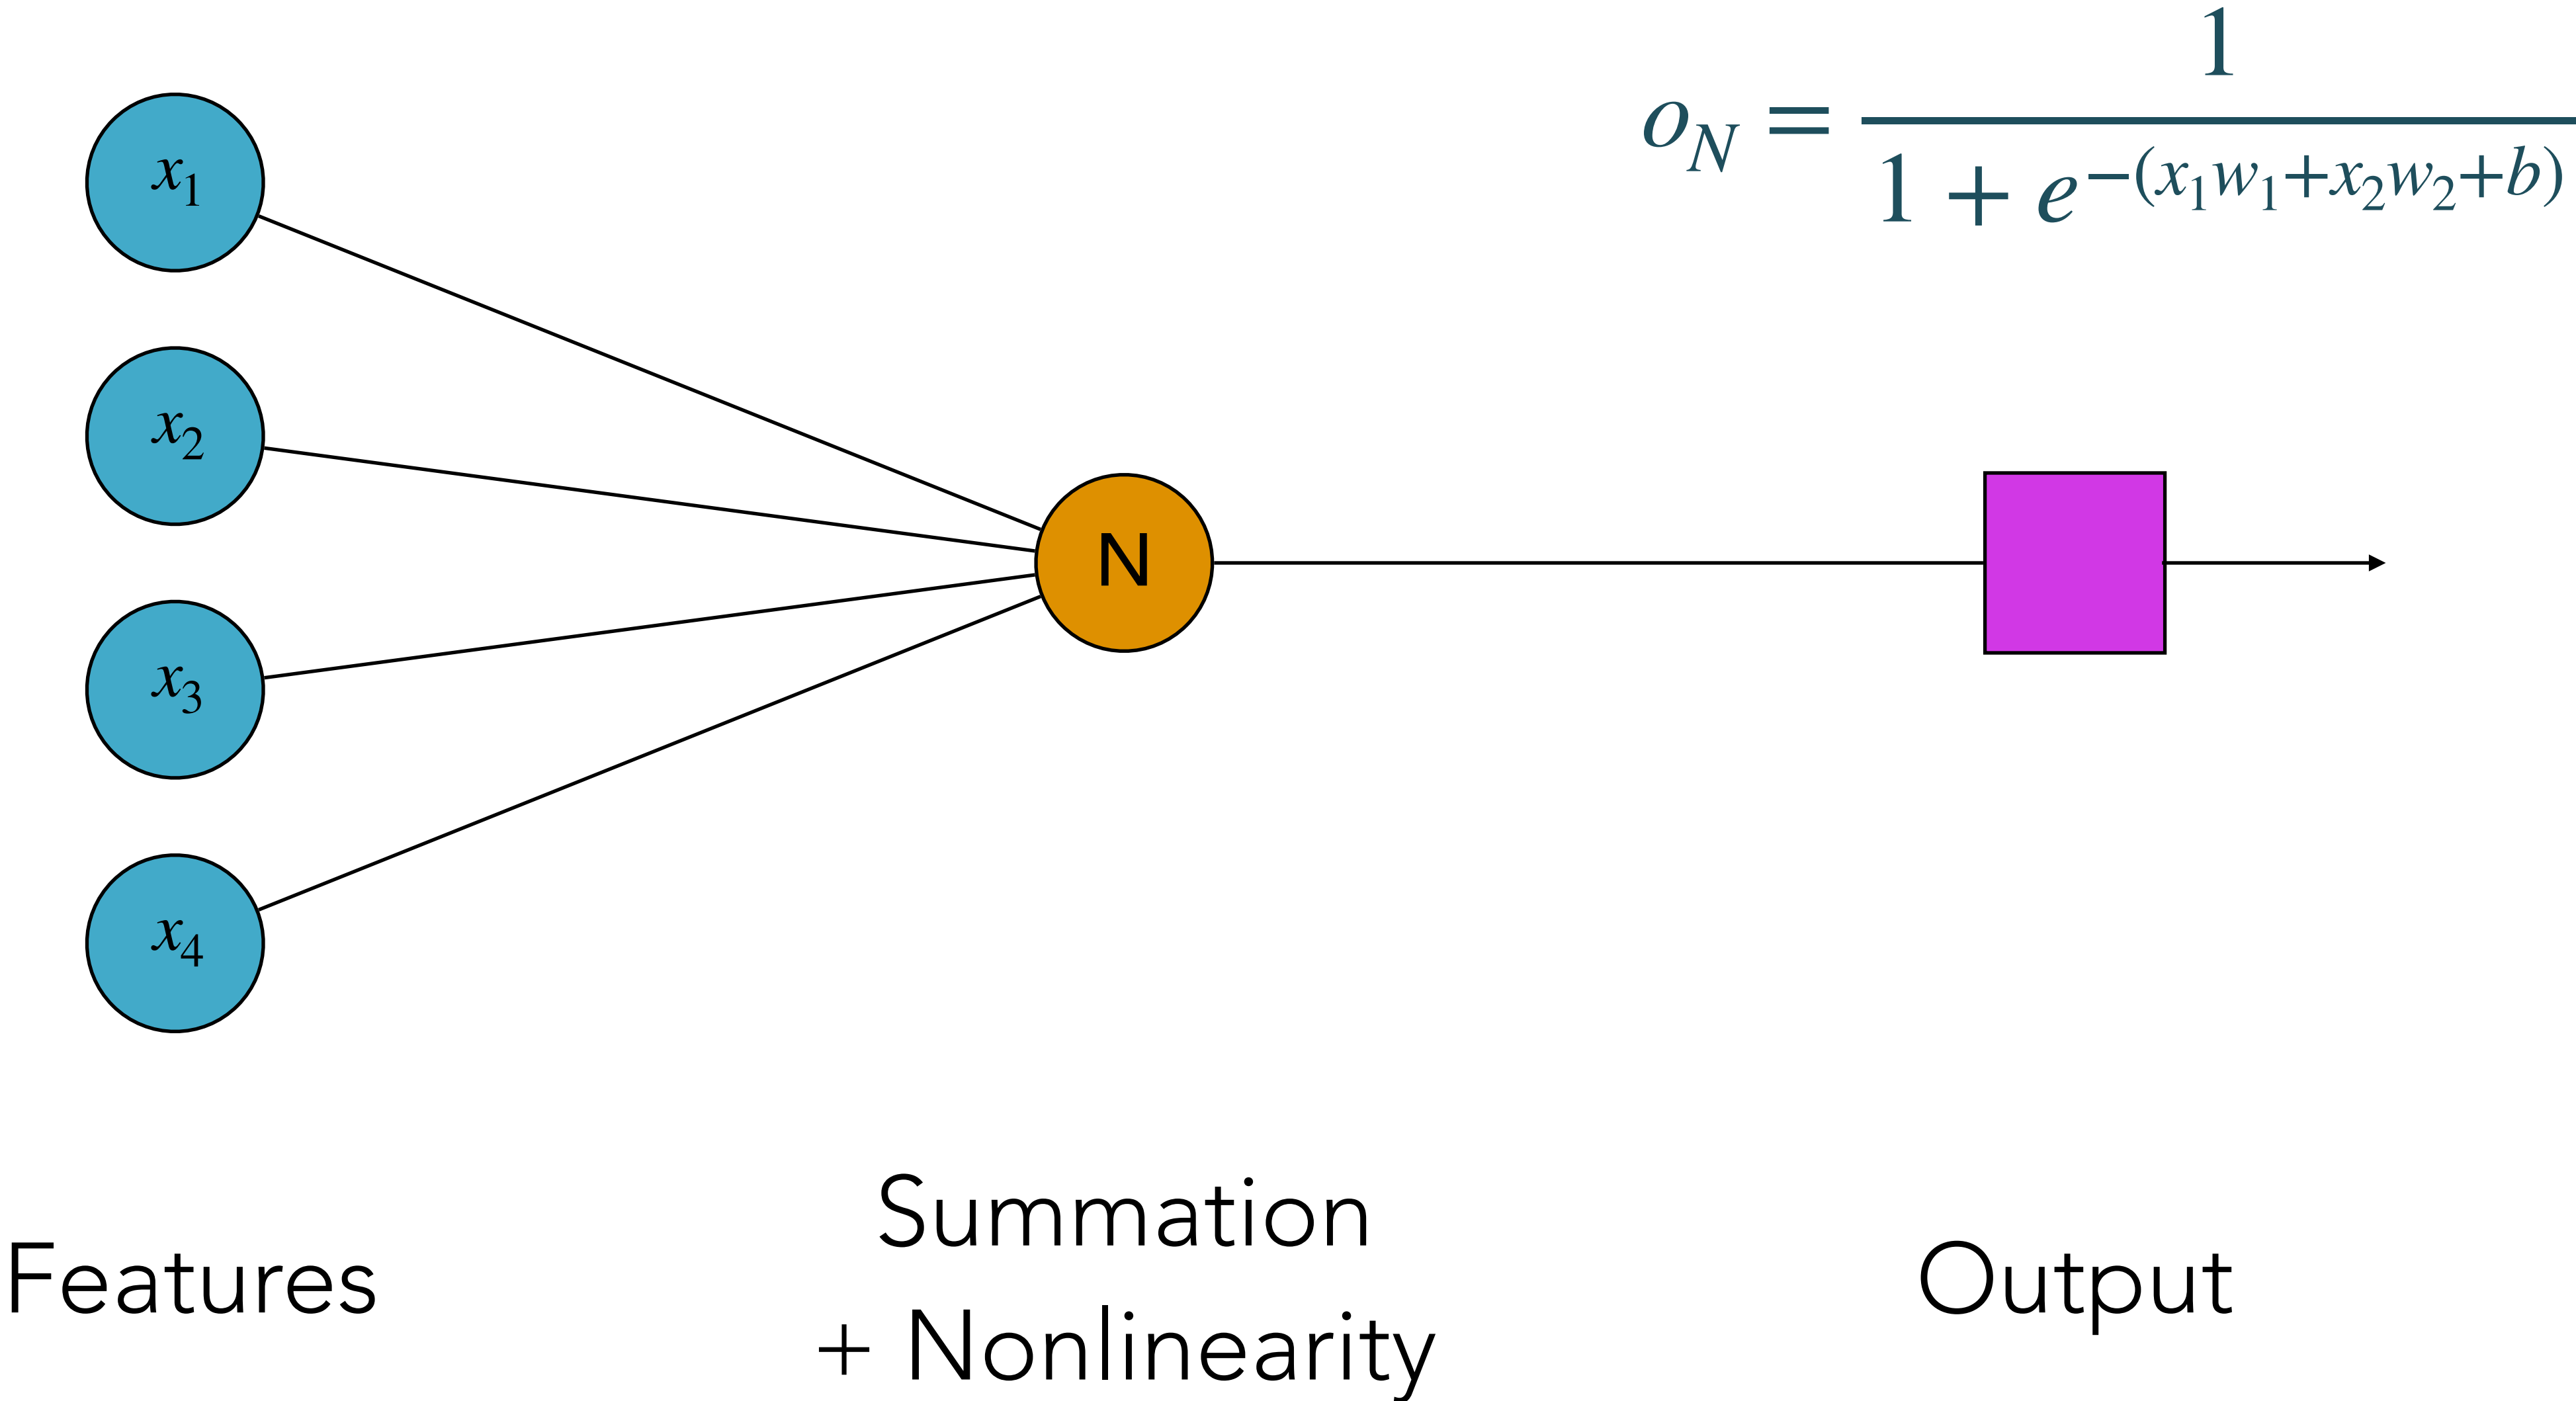 o_N = 1 / (1 + e^−(x₁w₁+x₂w₂+b))
x₁
x₂
N
x₃
x₄
Features
Summation
+ Nonlinearity
Output